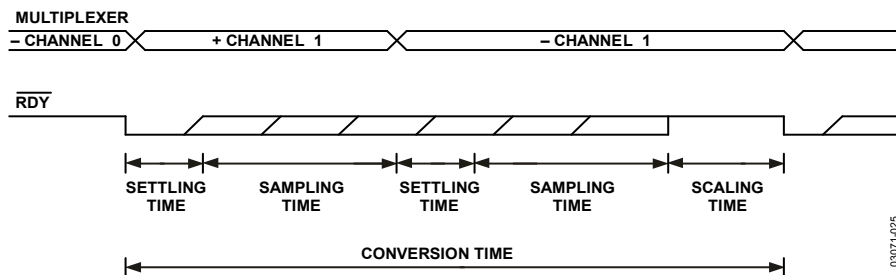 MULTIPLEXER
– CHANNEL 0
+ CHANNEL 1
– CHANNEL 1
RDY
SETTLING TIME
SAMPLING TIME
SETTLING TIME
SAMPLING TIME
SCALING TIME
CONVERSION TIME
07071-025